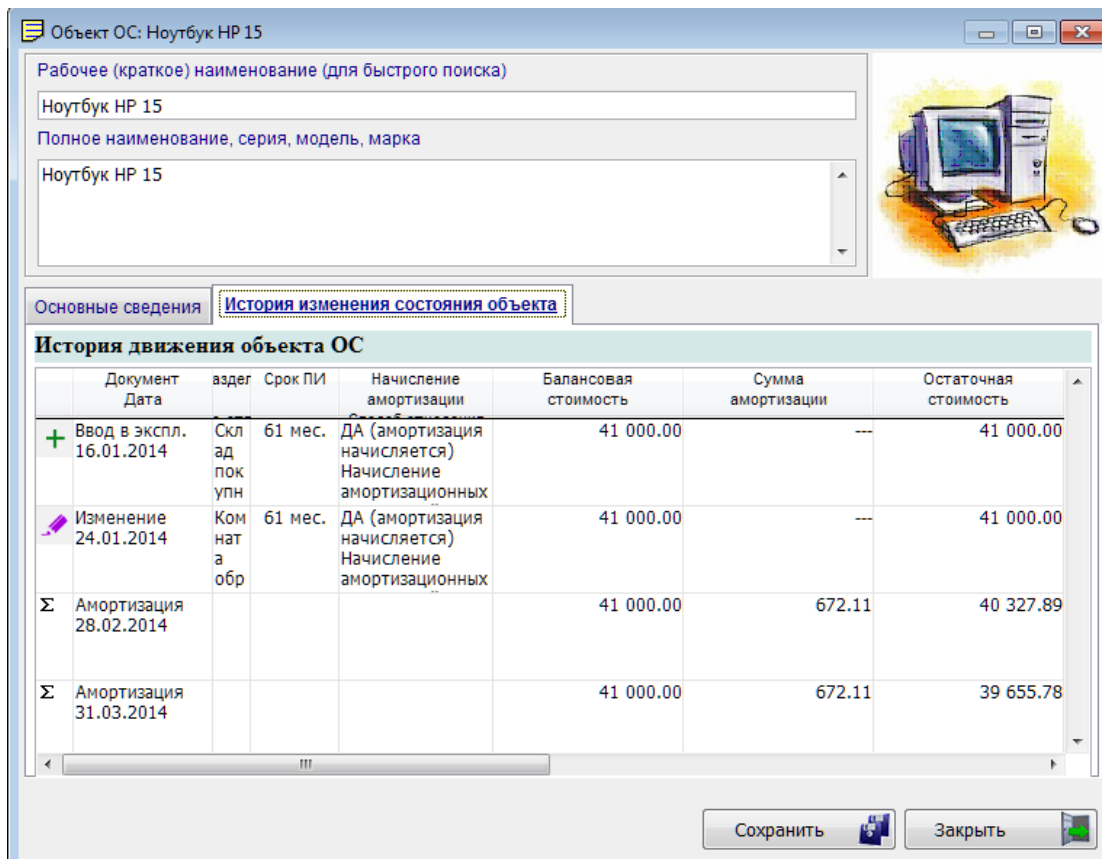 Объект ОС: Ноутбук HP 15
Рабочее (краткое) наименование (для быстрого поиска)
Ноутбук HP 15
Полное наименование, серия, модель, марка
Ноутбук HP 15
Основные сведения
История изменения состояния объекта
История движения объекта ОС
Документ Дата
аздел
Срок ПИ
Начисление амортизации
Балансовая стоимость
Сумма амортизации
Остаточная стоимость
+ Ввод в экспл. Скл 61 мес. ДА (амортизация 41 000.00 --- 41 000.00
16.01.2014 ад начисляется)
пок Начисление
упн амортизационных
Изменение Ком 61 мес. ДА (амортизация 41 000.00 --- 41 000.00
24.01.2014 нат начисляется)
а Начисление
обр амортизационных
Σ Амортизация 41 000.00 672.11 40 327.89
28.02.2014
Σ Амортизация 41 000.00 672.11 39 655.78
31.03.2014
Сохранить
Закрыть